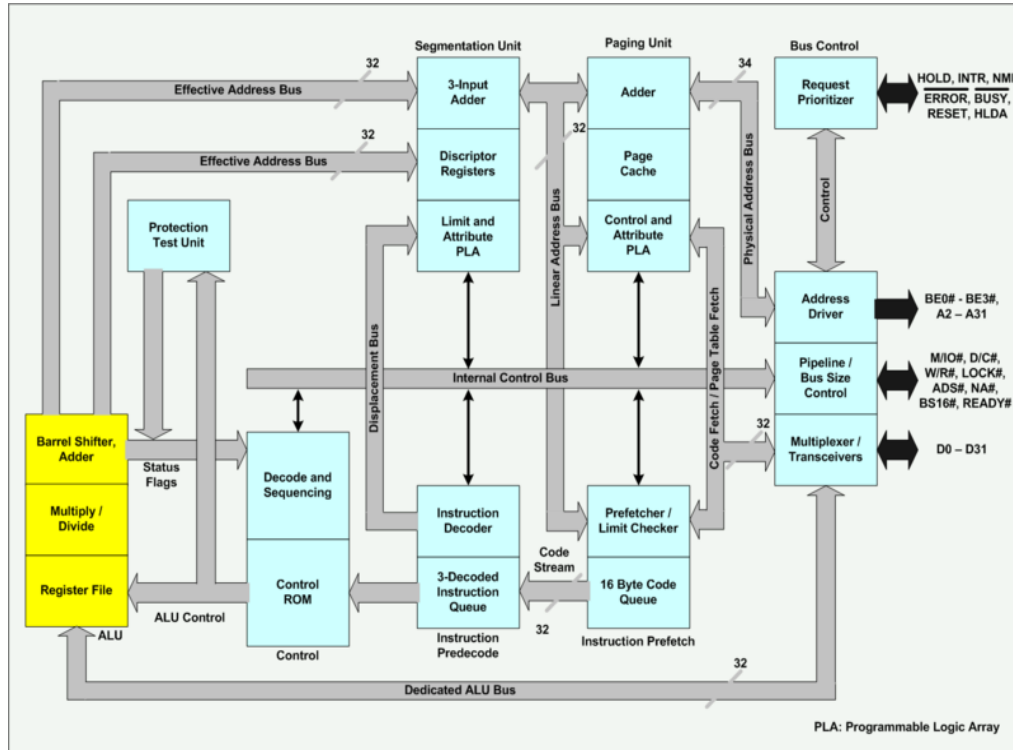 Segmentation Unit
Paging Unit
Bus Control
32
Effective Address Bus
3-Input
Adder
Adder
34
Request
Prioritizer
HOLD, INTR, NMI
ERROR, BUSY,
RESET, HLDA
32
Effective Address Bus
32
Discriptor
Registers
Page
Cache
Physical Address Bus
Control
Protection
Test Unit
Limit and
Attribute
PLA
Linear Address Bus
Control and
Attribute
PLA
Address
Driver
BE0# - BE3#,
A2 – A31
Displacement Bus
Internal Control Bus
Code Fetch / Page Table Fetch
Pipeline /
Bus Size
Control
M/IO#, D/C#,
W/R#, LOCK#,
ADS#, NA#,
BS16#, READY#
Barrel Shifter,
Adder
Status
Flags
32
Multiplexer /
Transceivers
D0 – D31
Decode and
Sequencing
Multiply /
Divide
Instruction
Decoder
Prefetcher /
Limit Checker
Code
Stream
Register File
ALU Control
Control
ROM
3-Decoded
Instruction
Queue
16 Byte Code
Queue
32
ALU
Control
Instruction
Predecode
Instruction Prefetch
32
Dedicated ALU Bus
PLA: Programmable Logic Array